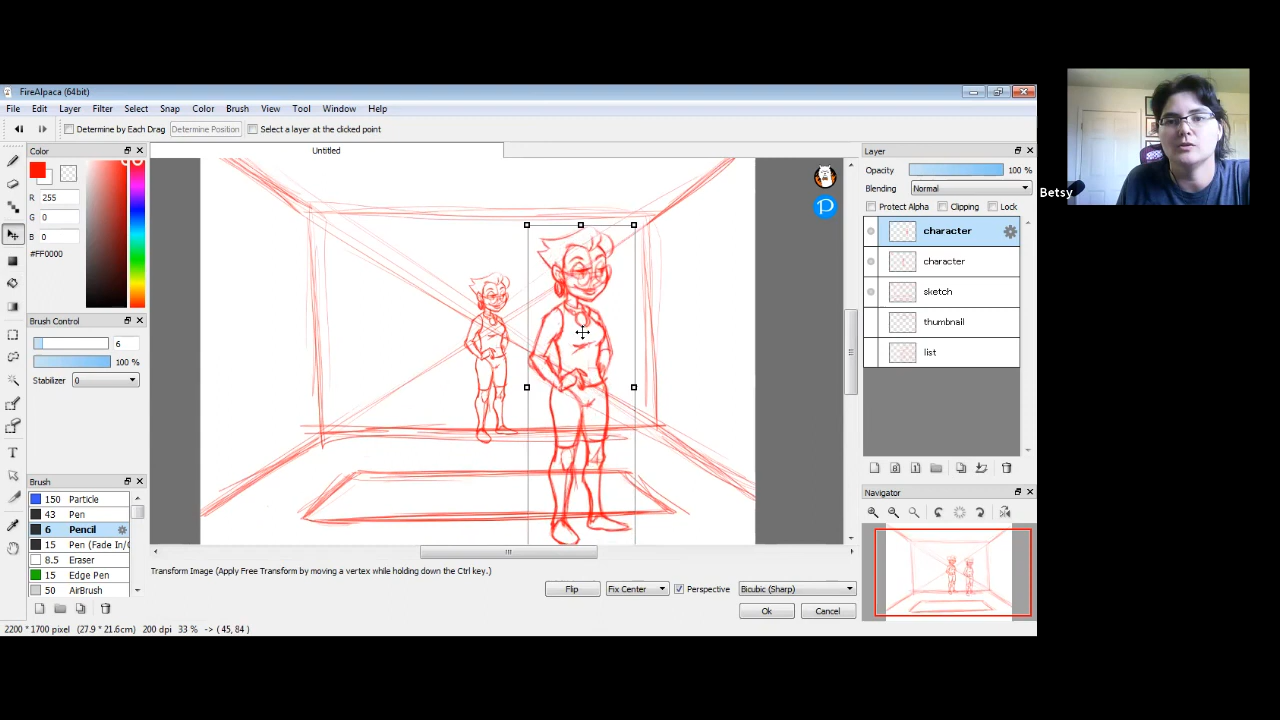 FireAlpaca (64bit)
File Edit Layer Filter Select Snap Color Brush View Tool Window Help
Determine by Each Drag Determine Position Select a layer at the clicked point
Color
Untitled
Layer
R 255
G 0
B 0
#FF0000
Opacity 100 %
Blending Normal
Protect Alpha Clipping Lock
Betsy
character
character
sketch
thumbnail
list
Brush Control
6
100 %
Stabilizer 0
Brush
150 Particle
43 Pen
6 Pencil
15 Pen (Fade In/
8.5 Eraser
15 Edge Pen
50 AirBrush
Navigator
Transform Image (Apply Free Transform by moving a vertex while holding down the Ctrl key.)
Flip Fix Center Perspective Bicubic (Sharp)
Ok Cancel
2200 * 1700 pixel (27.9 * 21.6cm) 200 dpi 33 % -> ( 45, 84 )